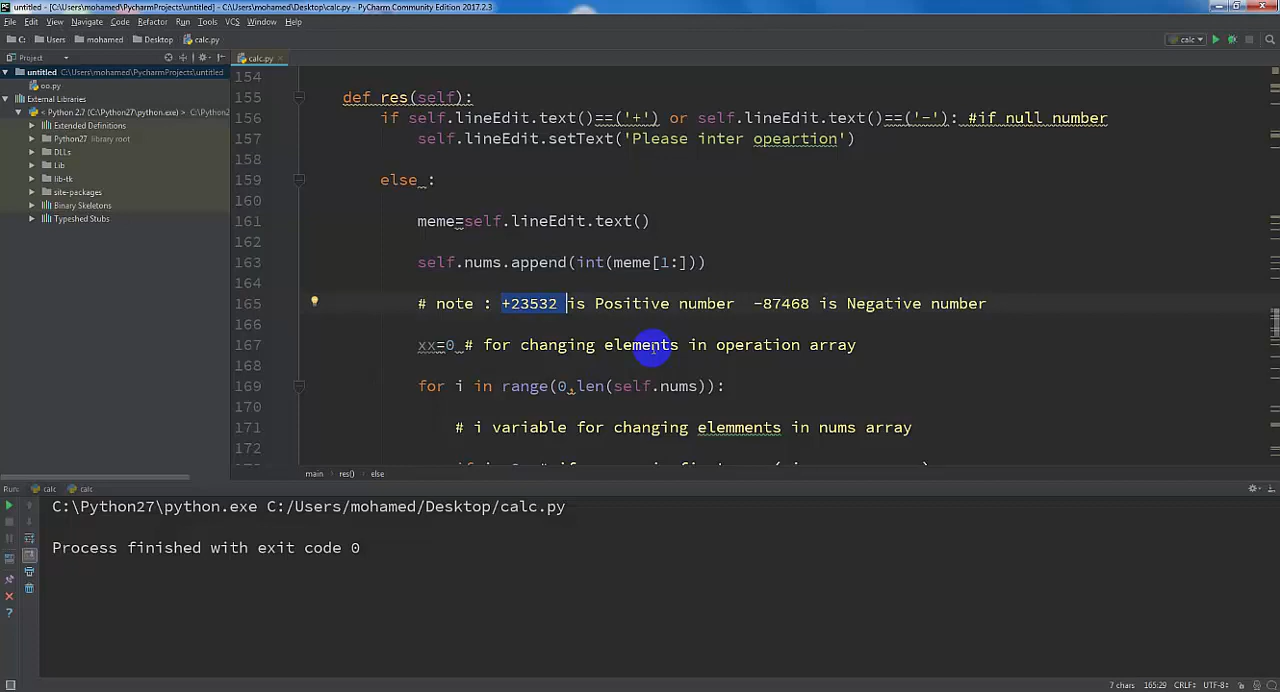 untitled - [C:\Users\mohamed\PycharmProjects\untitled] - C:\Users\mohamed\Desktop\calc.py - PyCharm Community Edition 2017.2.3
File Edit View Navigate Code Refactor Run Tools VCS Window Help
C: Users mohamed Desktop calc.py calc
Project calc.py
untitled C:\Users\mohamed\PycharmProjects\untitled
oo.py
External Libraries
< Python 2.7 (C:\Python27\python.exe) > C:\Python2
Extended Definitions
Python27 library root
DLLs
Lib
lib-tk
site-packages
Binary Skeletons
Typeshed Stubs
154
155 def res(self):
156 if self.lineEdit.text()==('+') or self.lineEdit.text()==('-'): #if null number
157 self.lineEdit.setText('Please inter opeartion')
158
159 else :
160
161 meme=self.lineEdit.text()
162
163 self.nums.append(int(meme[1:]))
164
165 # note : +23532 is Positive number -87468 is Negative number
166
167 xx=0 # for changing elements in operation array
168
169 for i in range(0,len(self.nums)):
170
171 # i variable for changing elemments in nums array
172
main res() else
Run: calc calc
C:\Python27\python.exe C:/Users/mohamed/Desktop/calc.py
Process finished with exit code 0
7 chars 165:29 CRLF: UTF-8: